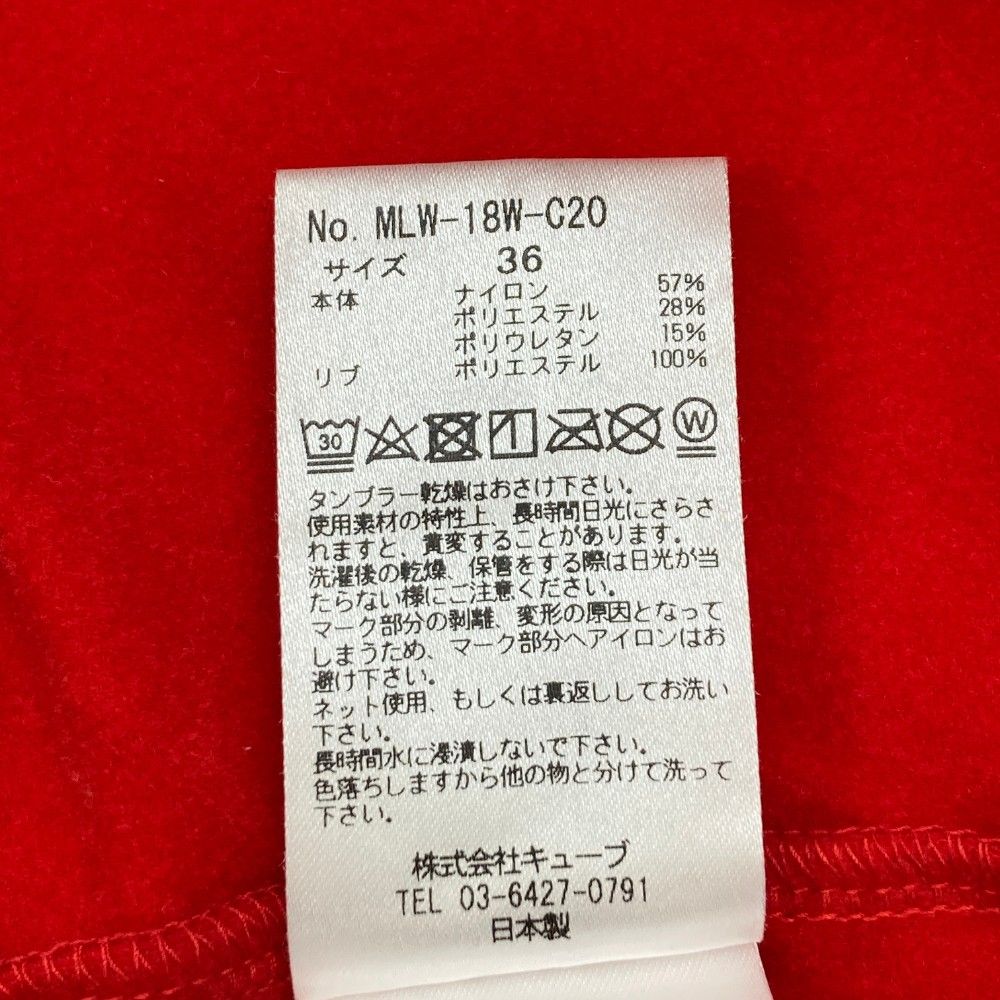 No. MLW-18W-C20
サイズ 36
本体 ナイロン 57%
ポリエステル 28%
ポリウレタン 15%
リブ ポリエステル 100%
30 W
タンブラー乾燥はおさけ下さい。
使用素材の特性上、長時間日光にさらさ
れますと、黄変することがあります。
洗濯後の乾燥、保管をする際は日光が当
たらない様にご注意ください。
マーク部分の剥離、変形の原因となって
しまうため、マーク部分へアイロンはお
避け下さい。
ネット使用、もしくは裏返ししてお洗い
下さい。
長時間水に浸漬しないで下さい。
色落ちしますから他の物と分けて洗って
下さい。
株式会社キューブ
TEL 03-6427-0791
日本製